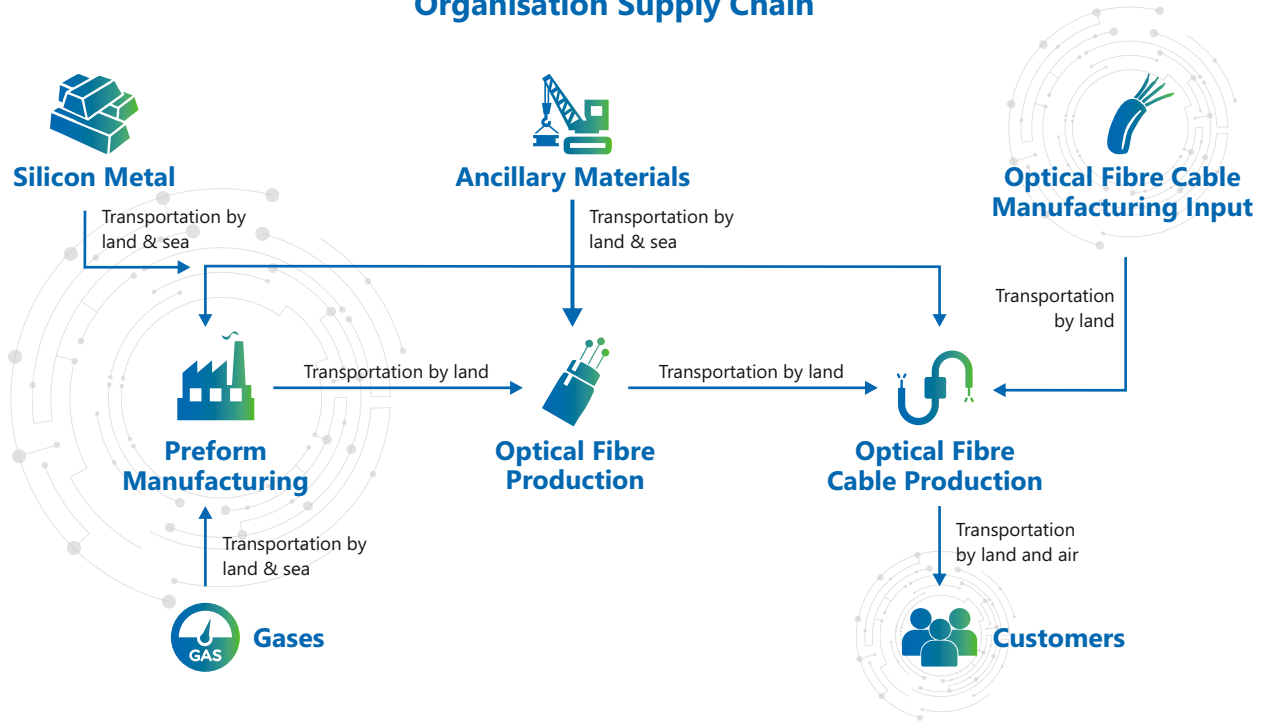 Organisation Supply Chain
Silicon Metal
Ancillary Materials
Optical Fibre Cable
Manufacturing Input
Transportation by
land & sea
Transportation by
land & sea
Transportation
by land
Transportation by land
Transportation by land
Preform
Manufacturing
Optical Fibre
Production
Optical Fibre
Cable Production
Transportation by
land & sea
Transportation
by land and air
GAS
Gases
Customers